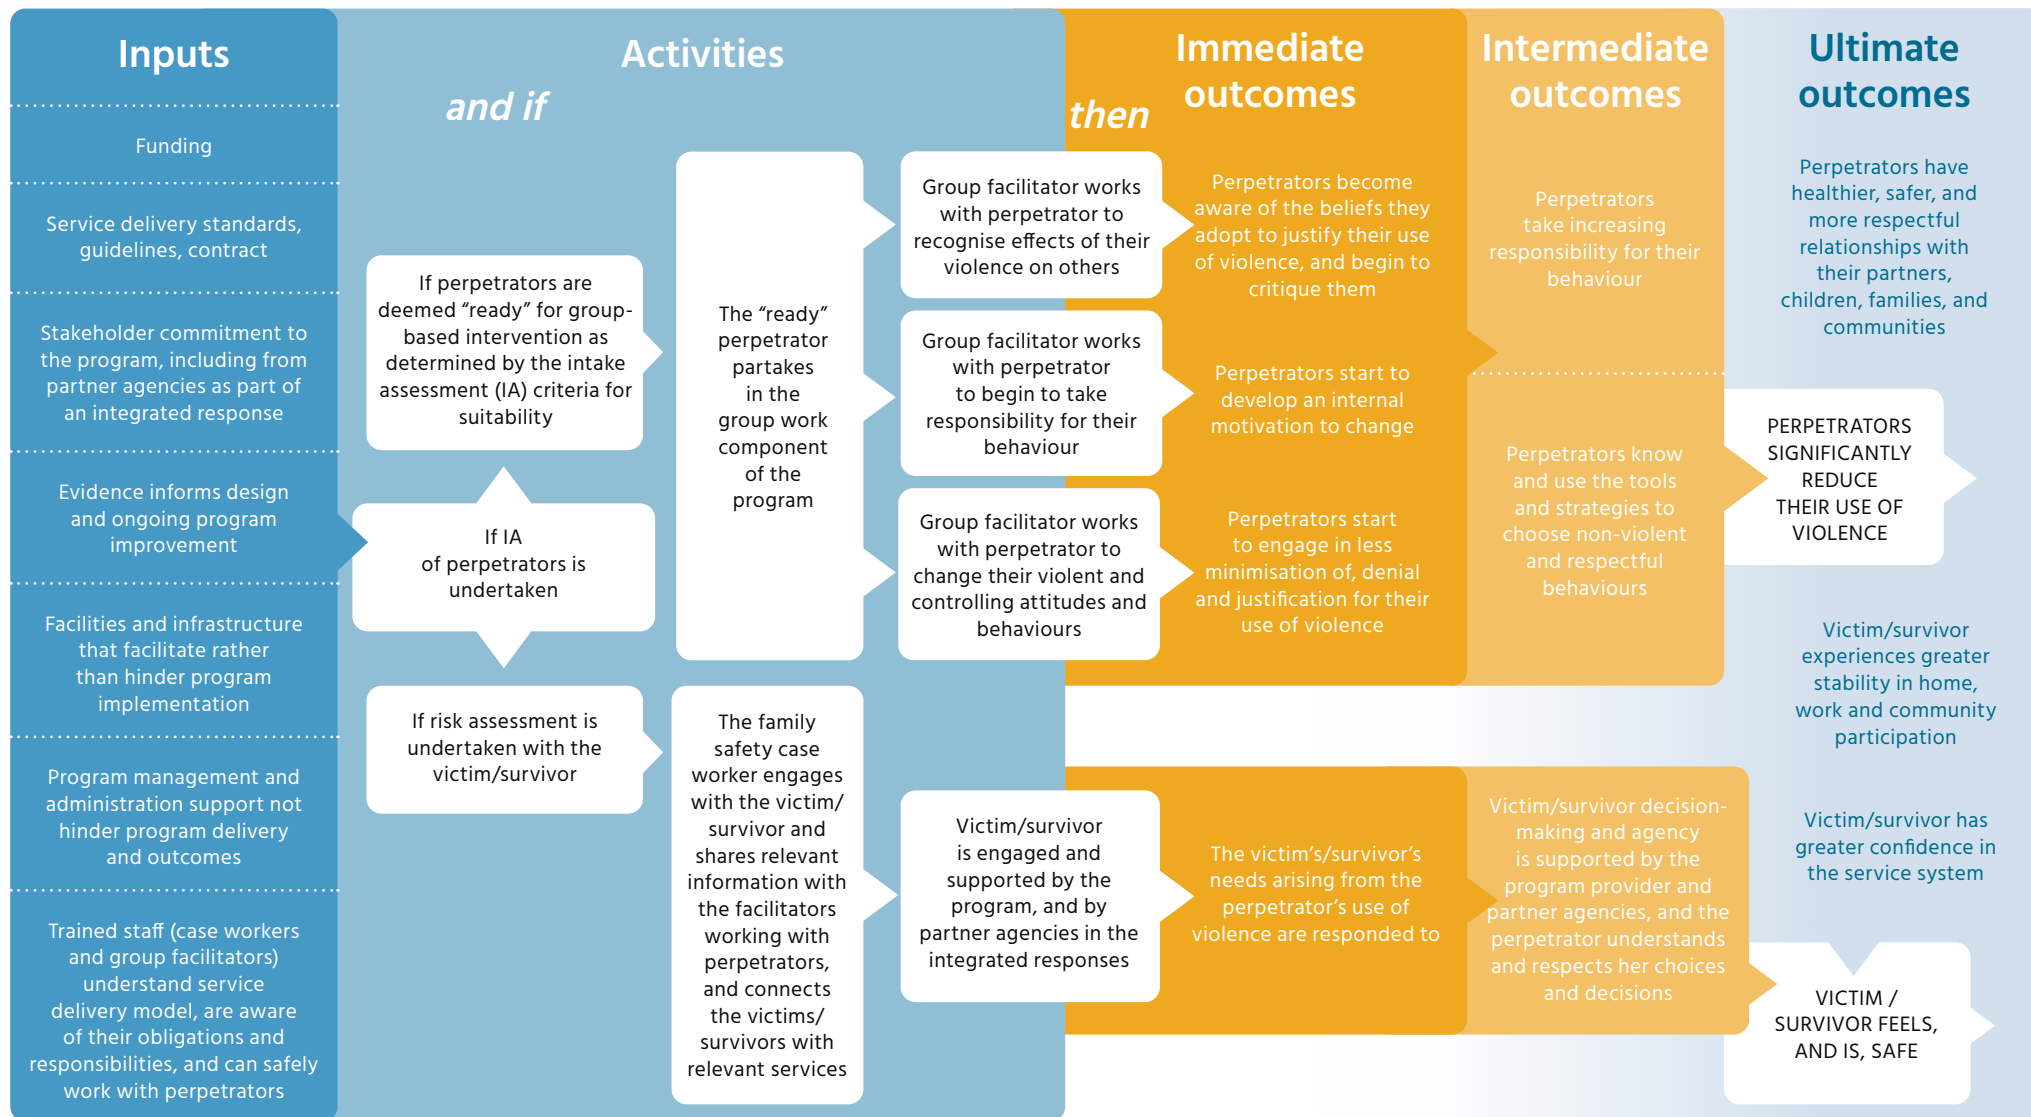 Inputs
Funding
Service delivery standards,
guidelines, contract
Stakeholder commitment to
the program, including from
partner agencies as part of
an integrated response
Evidence informs design
and ongoing program
improvement
Facilities and infrastructure
that facilitate rather
than hinder program
implementation
Program management and
administration support not
hinder program delivery
and outcomes
Trained staff (case workers
and group facilitators)
understand service
delivery model, are aware
of their obligations and
responsibilities, and can safely
work with perpetrators
Activities
and if
If perpetrators are
deemed “ready” for group-
based intervention as
determined by the intake
assessment (IA) criteria for
suitability
If IA
of perpetrators is
undertaken
If risk assessment is
undertaken with the
victim/survivor
The “ready”
perpetrator
partakes
in the
group work
component
of the
program
The family
safety case
worker engages
with the victim/
survivor and
shares relevant
information with
the facilitators
working with
perpetrators,
and connects
the victims/
survivors with
relevant services
Group facilitator works
with perpetrator to
recognise effects of their
violence on others
Group facilitator works
with perpetrator
to begin to take
responsibility for their
behaviour
Group facilitator works
with perpetrator to
change their violent and
controlling attitudes and
behaviours
Victim/survivor
is engaged and
supported by the
program, and by
partner agencies in the
integrated responses
then
Immediate
outcomes
Perpetrators become
aware of the beliefs they
adopt to justify their use
of violence, and begin to
critique them
Perpetrators start to
develop an internal
motivation to change
Perpetrators start
to engage in less
minimisation of, denial
and justification for their
use of violence
The victim’s/survivor’s
needs arising from the
perpetrator’s use of
violence are responded to
Intermediate
outcomes
Perpetrators
take increasing
responsibility for their
behaviour
Perpetrators know
and use the tools
and strategies to
choose non-violent
and respectful
behaviours
Victim/survivor decision-
making and agency
is supported by the
program provider and
partner agencies, and the
perpetrator understands
and respects her choices
and decisions
Ultimate
outcomes
Perpetrators have
healthier, safer, and
more respectful
relationships with
their partners,
children, families, and
communities
PERPETRATORS
SIGNIFICANTLY
REDUCE
THEIR USE OF
VIOLENCE
Victim/survivor
experiences greater
stability in home,
work and community
participation
Victim/survivor has
greater confidence in
the service system
VICTIM /
SURVIVOR FEELS,
AND IS, SAFE